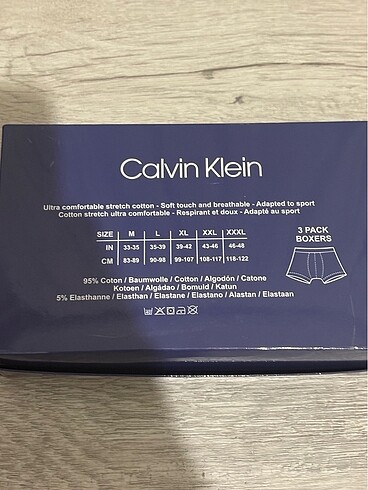 Calvin Klein
Ultra comfortable stretch cotton - Soft touch and breathable - Adapted to sport
Cotton stretch ultra comfortable - Respirant et doux - Adapté au sport
SIZE M L XL XXL XXXL
IN 33-35 35-39 39-42 43-46 46-48
CM 83-89 90-98 99-107 108-117 118-122
3 PACK
BOXERS
95% Coton / Baumwolle / Cotton / Algodón / Catone
Kotoen / Algádao / Bomuld / Katun
5% Elasthanne / Elasthan / Elastane / Elastano / Alastan / Elastaan